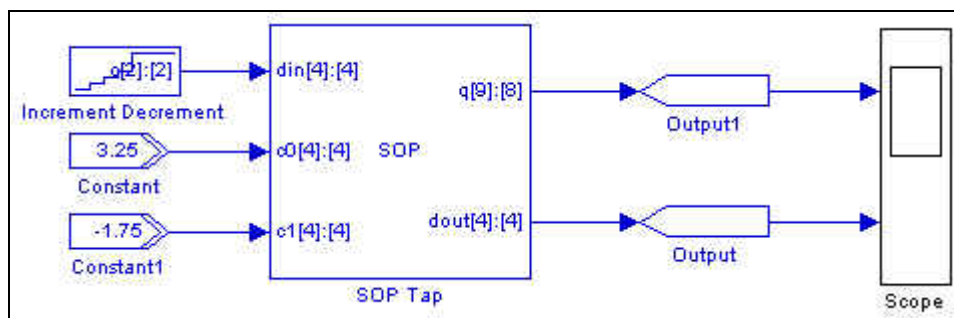 o[2]:[2]
Increment Decrement
3.25
Constant
-1.75
Constant1
din[4]:[4]
c0[4]:[4]
c1[4]:[4]
SOP
q[9]:[8]
dout[4]:[4]
SOP Tap
Output1
Output
Scope